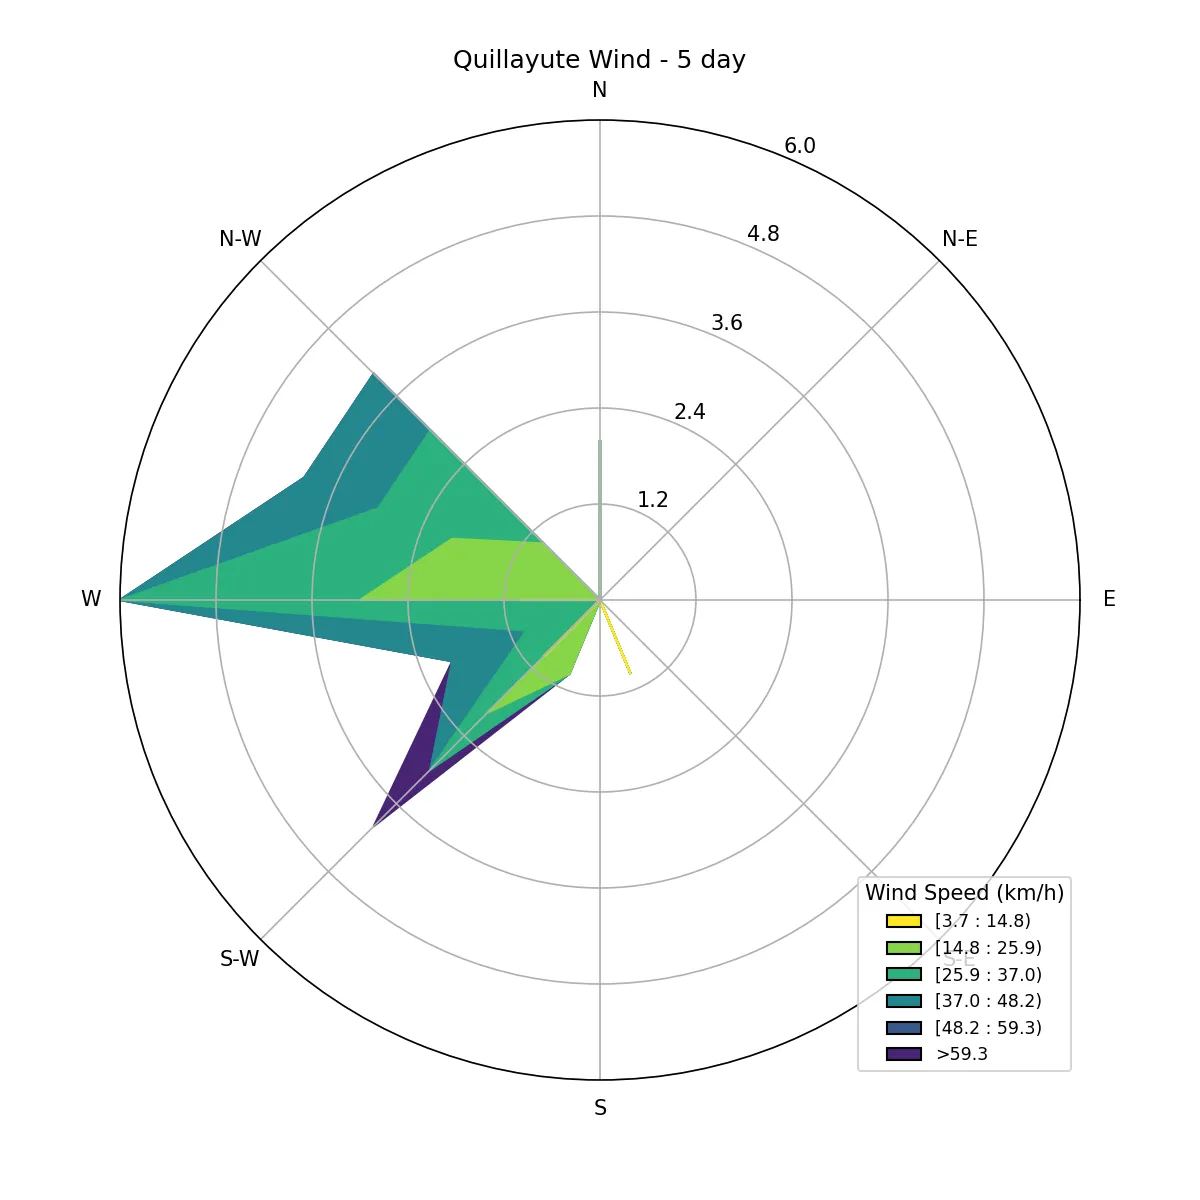 Quillayute Wind - 5 day
N
6.0
N-W
4.8
N-E
3.6
2.4
1.2
W
E
S-W
S-E
S
Wind Speed (km/h)
[3.7 : 14.8)
[14.8 : 25.9)
[25.9 : 37.0)
[37.0 : 48.2)
[48.2 : 59.3)
>59.3